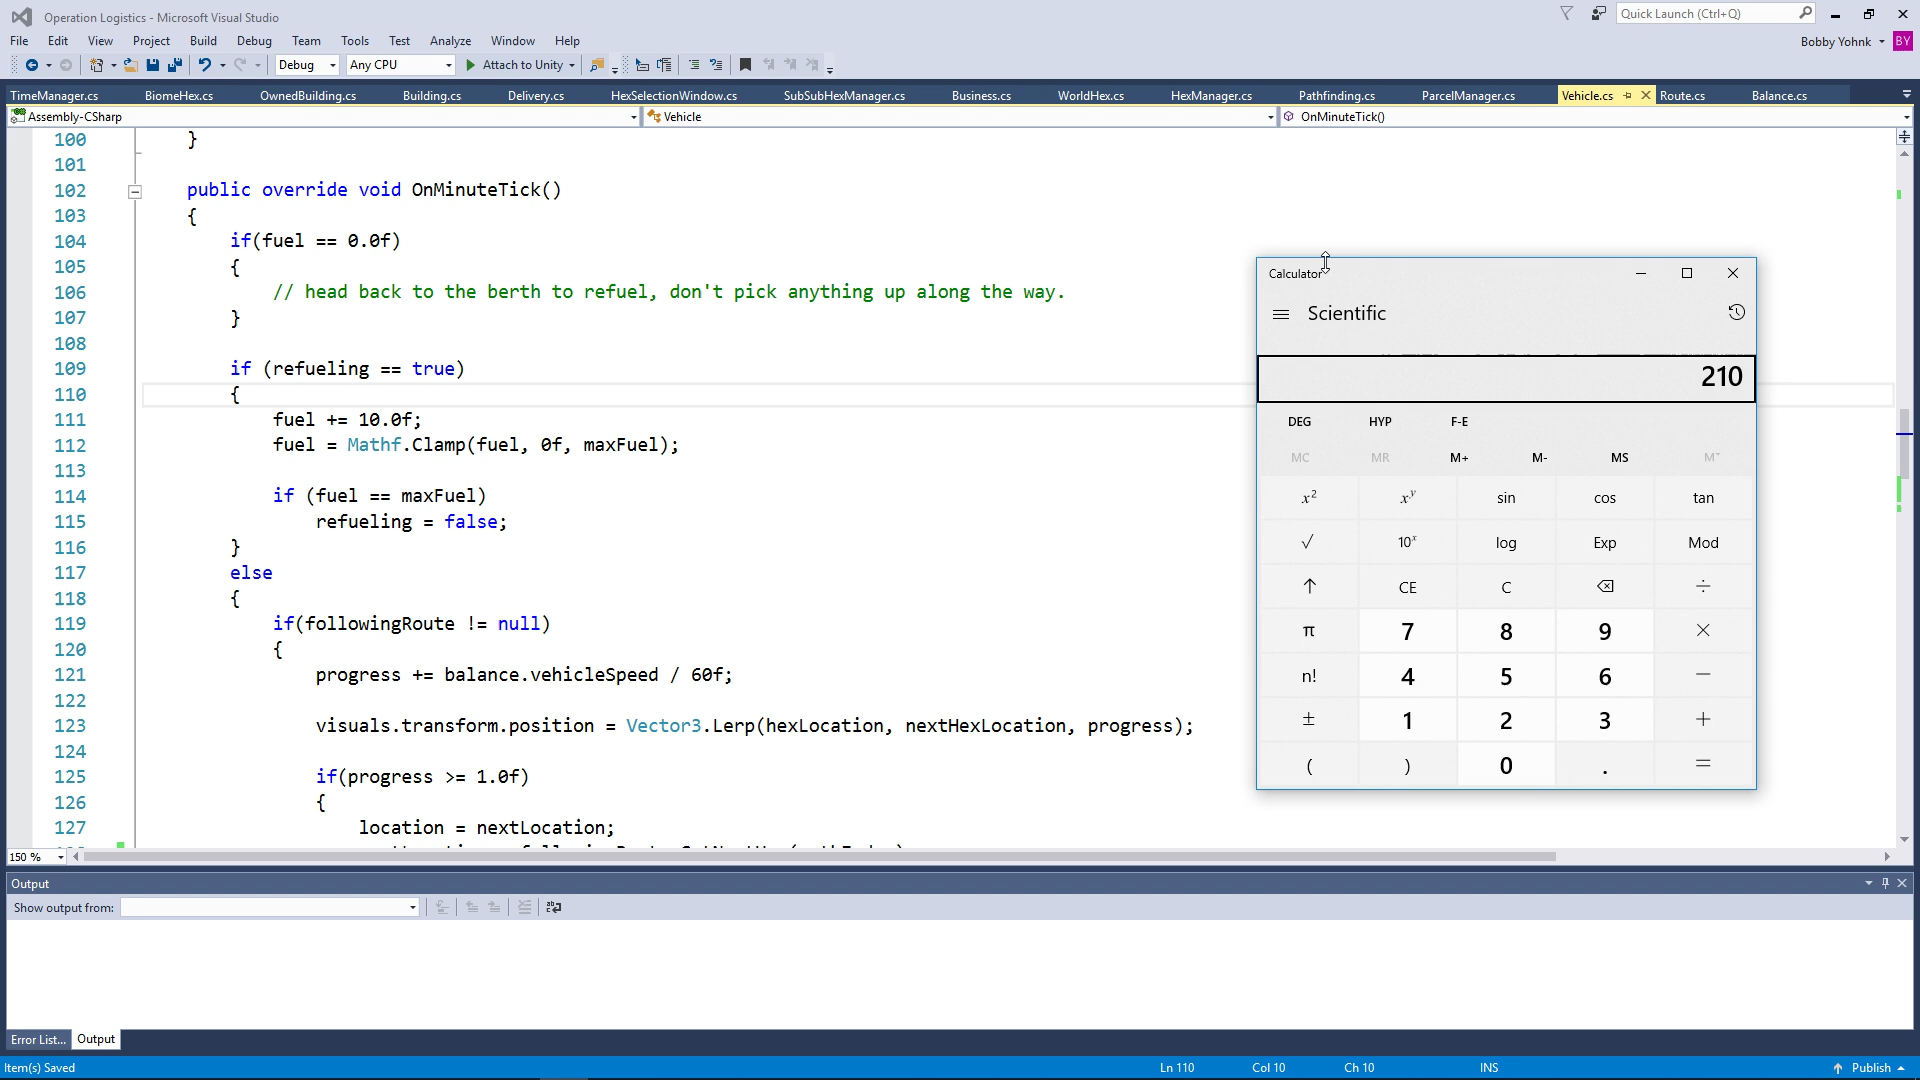 Operation Logistics - Microsoft Visual Studio
Quick Launch (Ctrl+Q)
File Edit View Project Build Debug Team Tools Test Analyze Window Help
Bobby Yohnk BY
Debug Any CPU Attach to Unity
TimeManager.cs BiomeHex.cs OwnedBuilding.cs Building.cs Delivery.cs HexSelectionWindow.cs SubSubHexManager.cs Business.cs WorldHex.cs HexManager.cs Pathfinding.cs ParcelManager.cs Vehicle.cs Route.cs Balance.cs
Assembly-CSharp Vehicle OnMinuteTick()
100 }
101
102 public override void OnMinuteTick()
103 {
104 if(fuel == 0.0f)
105 {
106 // head back to the berth to refuel, don't pick anything up along the way.
107 }
108
109 if (refueling == true)
110 {
111 fuel += 10.0f;
112 fuel = Mathf.Clamp(fuel, 0f, maxFuel);
113
114 if (fuel == maxFuel)
115 refueling = false;
116 }
117 else
118 {
119 if(followingRoute != null)
120 {
121 progress += balance.vehicleSpeed / 60f;
122
123 visuals.transform.position = Vector3.Lerp(hexLocation, nextHexLocation, progress);
124
125 if(progress >= 1.0f)
126 {
127 location = nextLocation;
Calculator
Scientific
210
DEG HYP F-E
MC MR M+ M- MS M˅
x² xʸ sin cos tan
√ 10ˣ log Exp Mod
↑ CE C ⌫ ÷
π 7 8 9 ×
n! 4 5 6 −
± 1 2 3 +
( ) 0 . =
150 %
Output
Show output from:
Error List... Output
Item(s) Saved Ln 110 Col 10 Ch 10 INS Publish